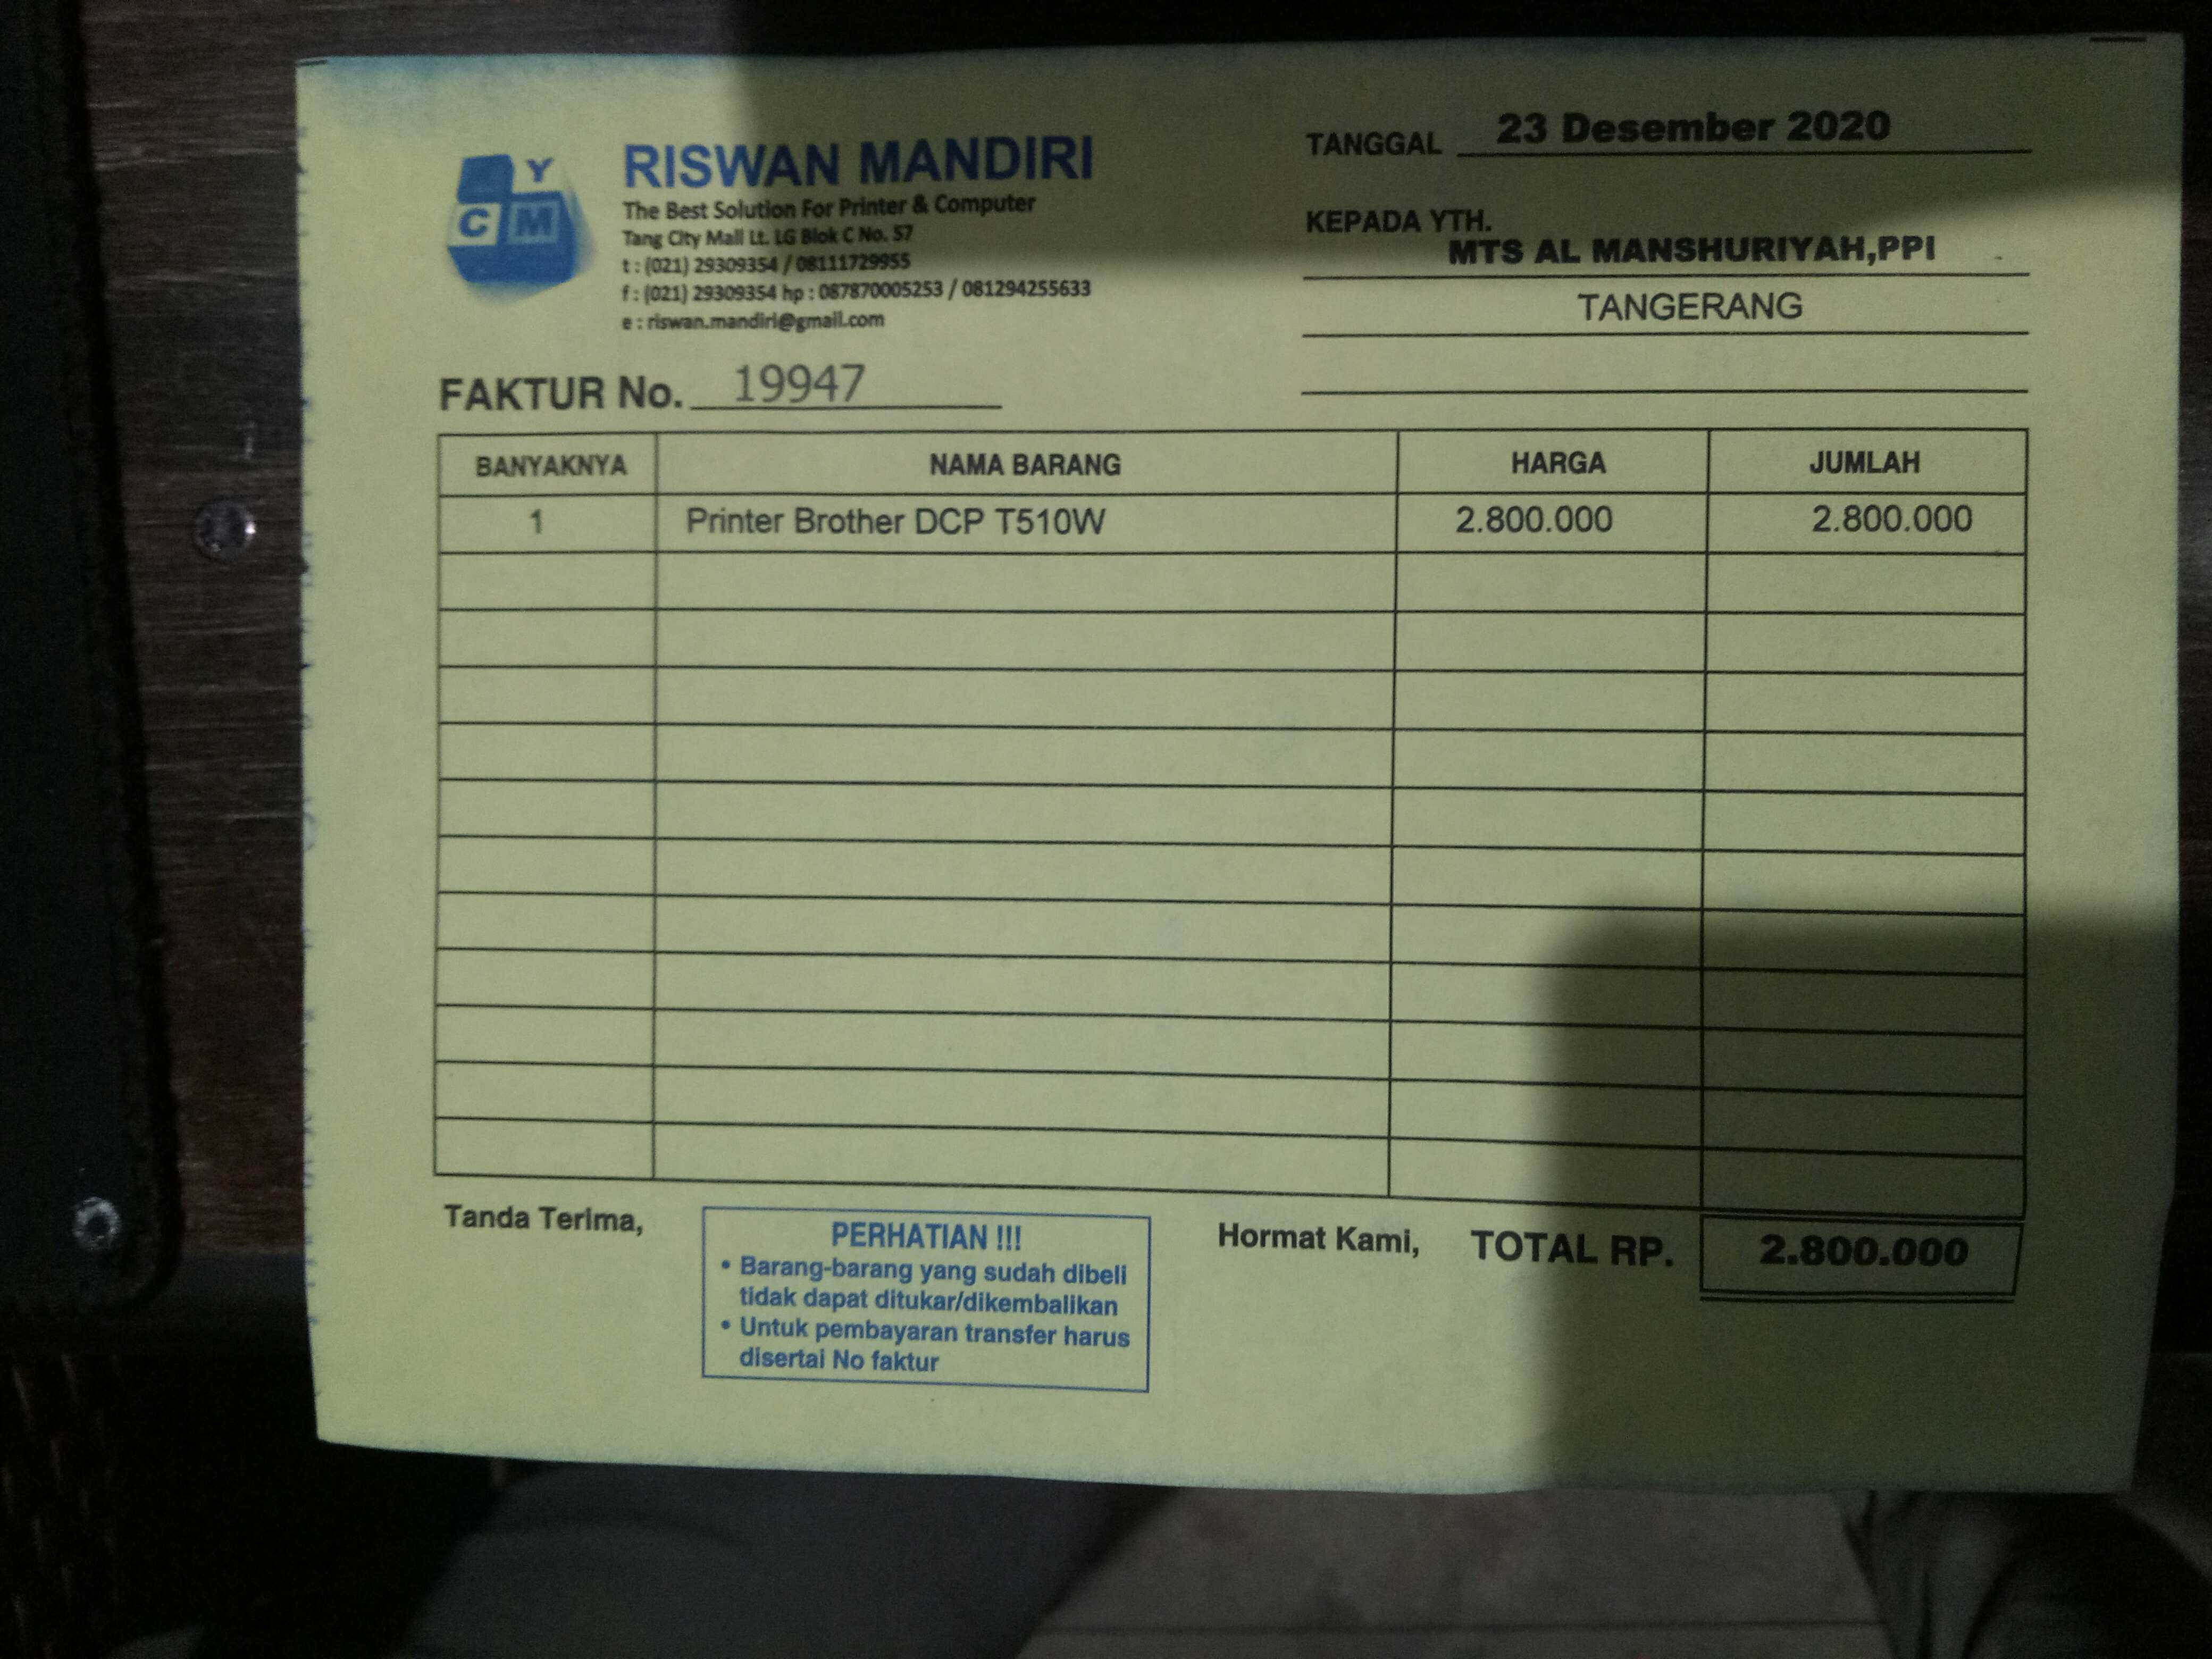 Y
C M
RISWAN MANDIRI
The Best Solution For Printer & Computer
Tang City Mall Lt. LG Blok C No. 57
t : (021) 29309354 / 08111729955
f : (021) 29309354 hp : 087870005253 / 081294255633
e : riswan.mandiri@gmail.com
TANGGAL 23 Desember 2020
KEPADA YTH.
MTS AL MANSHURIYAH,PPI
TANGERANG
FAKTUR No. 19947
BANYAKNYA NAMA BARANG HARGA JUMLAH
1 Printer Brother DCP T510W 2.800.000 2.800.000
Tanda Terima,
PERHATIAN !!!
• Barang-barang yang sudah dibeli
tidak dapat ditukar/dikembalikan
• Untuk pembayaran transfer harus
disertai No faktur
Hormat Kami,
TOTAL RP. 2.800.000